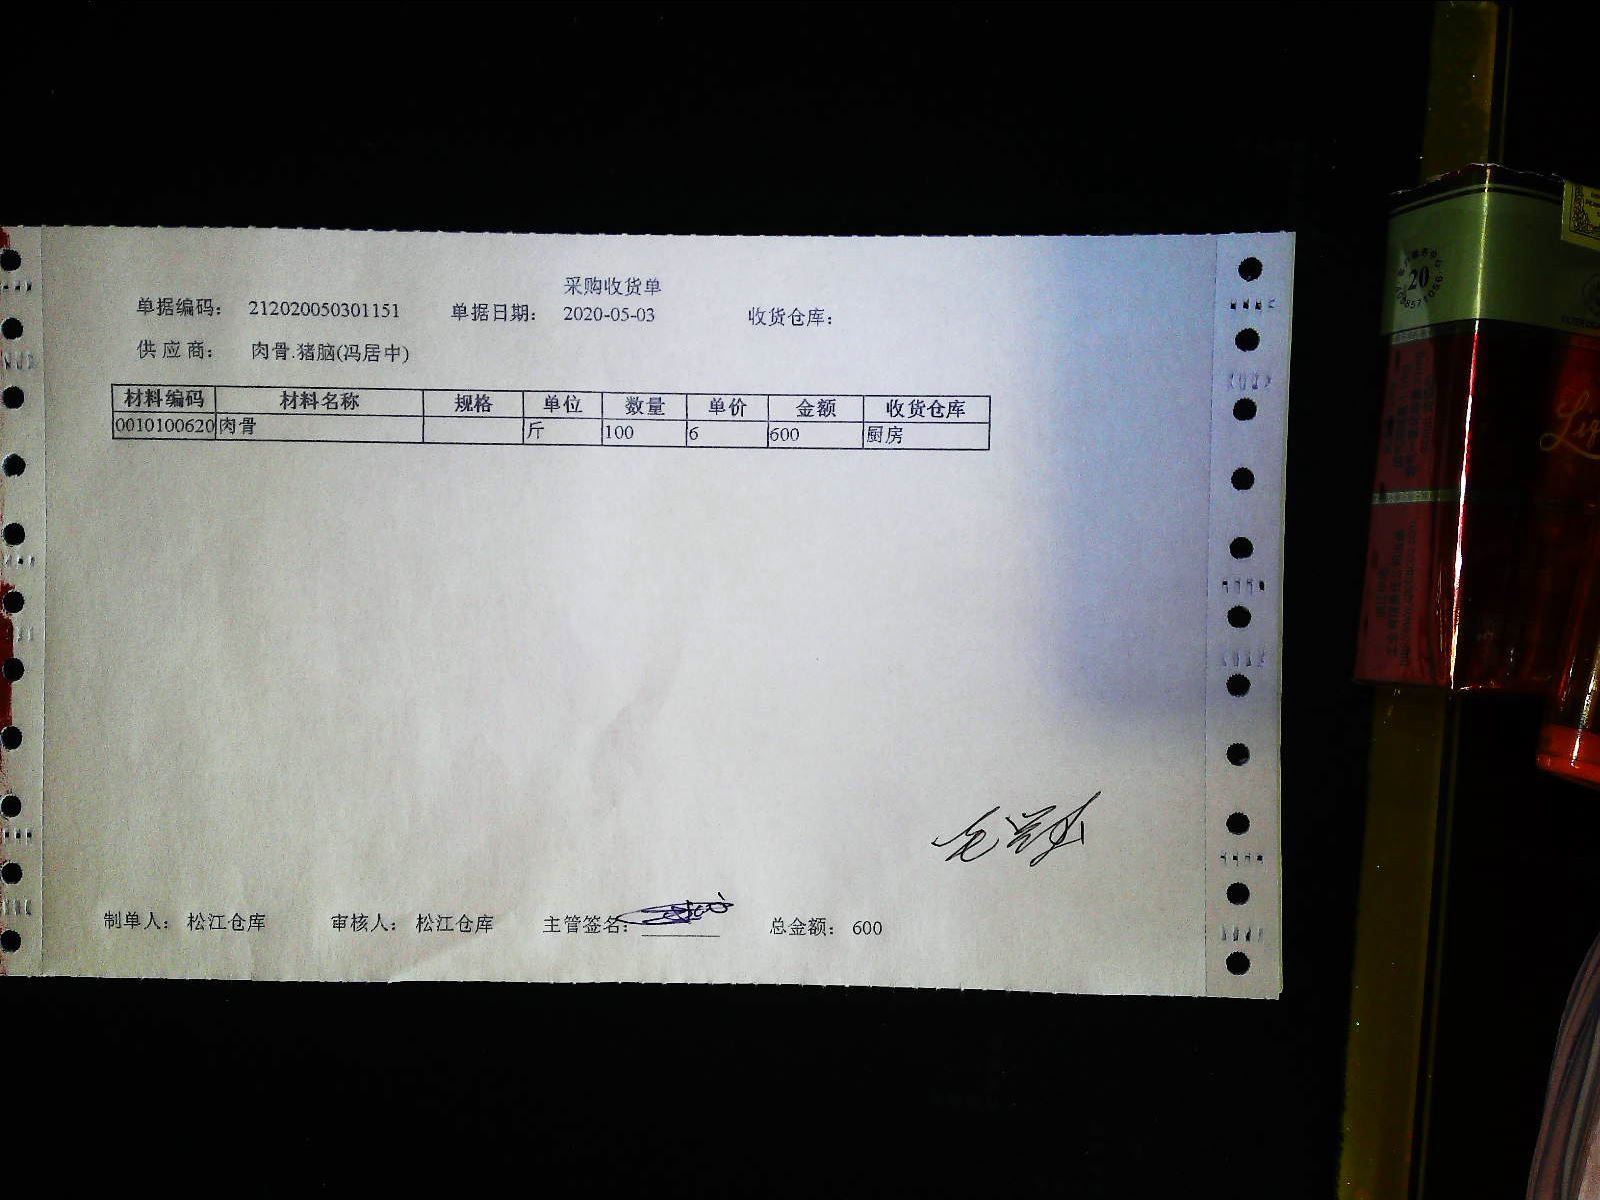 采购收货单
单据编码： 212020050301151 单据日期： 2020-05-03 收货仓库：
供应商： 肉骨.猪脑(冯居中)
材料编码 材料名称 规格 单位 数量 单价 金额 收货仓库
0010100620 肉骨 斤 100 6 600 厨房
制单人： 松江仓库 审核人： 松江仓库 主管签名： 总金额： 600
20